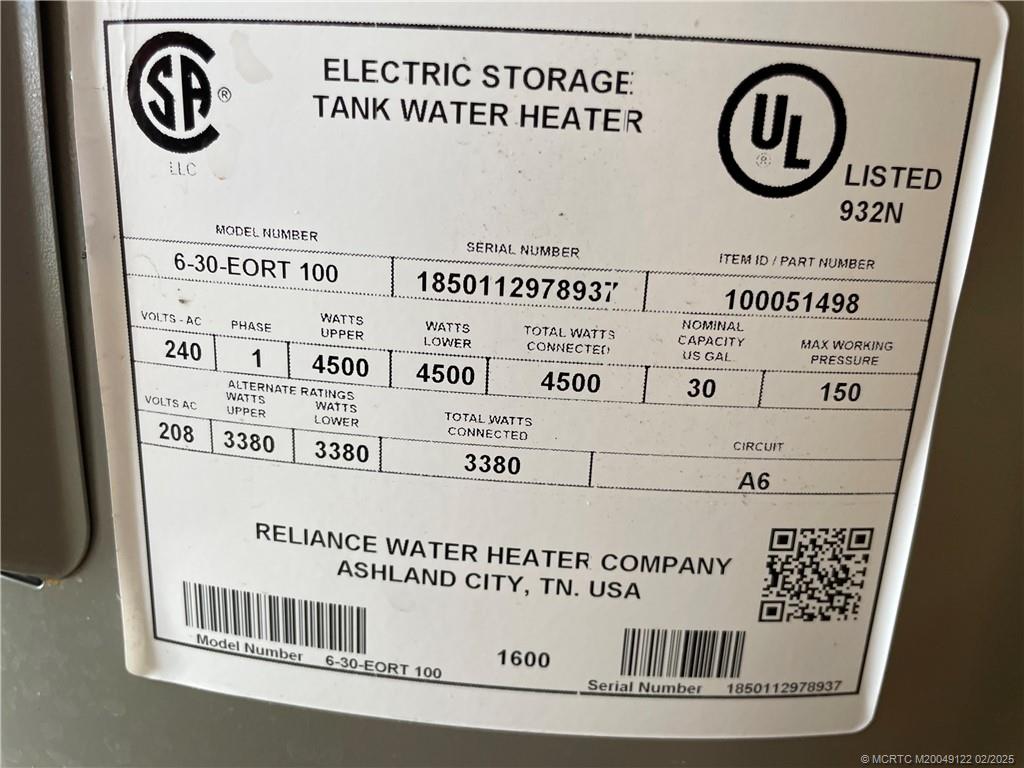 SA ®
LLC
ELECTRIC STORAGE
TANK WATER HEATER
UL ®
LISTED
932N
MODEL NUMBER SERIAL NUMBER ITEM ID / PART NUMBER
6-30-EORT 100 1850112978937 100051498
VOLTS - AC PHASE WATTS UPPER WATTS LOWER TOTAL WATTS CONNECTED NOMINAL CAPACITY US GAL MAX WORKING PRESSURE
240 1 4500 4500 4500 30 150
ALTERNATE RATINGS
VOLTS AC WATTS UPPER WATTS LOWER TOTAL WATTS CONNECTED CIRCUIT
208 3380 3380 3380 A6
RELIANCE WATER HEATER COMPANY
ASHLAND CITY, TN. USA
Model Number 6-30-EORT 100 1600 Serial Number 1850112978937
© MCRTC M20049122 02/2025